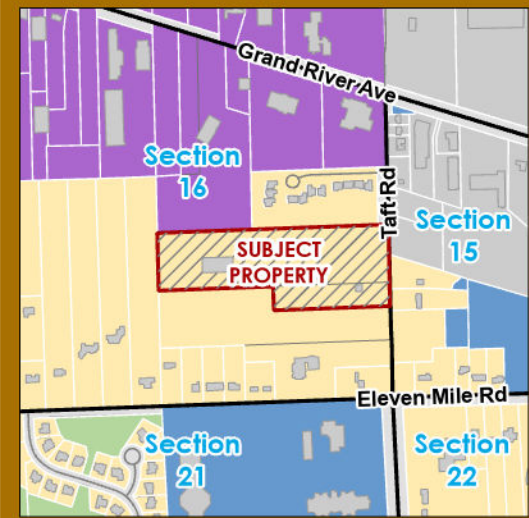 Grand River Ave
Section
16
Taft Rd
Section
15
SUBJECT
PROPERTY
Eleven Mile Rd
Section
21
Section
22